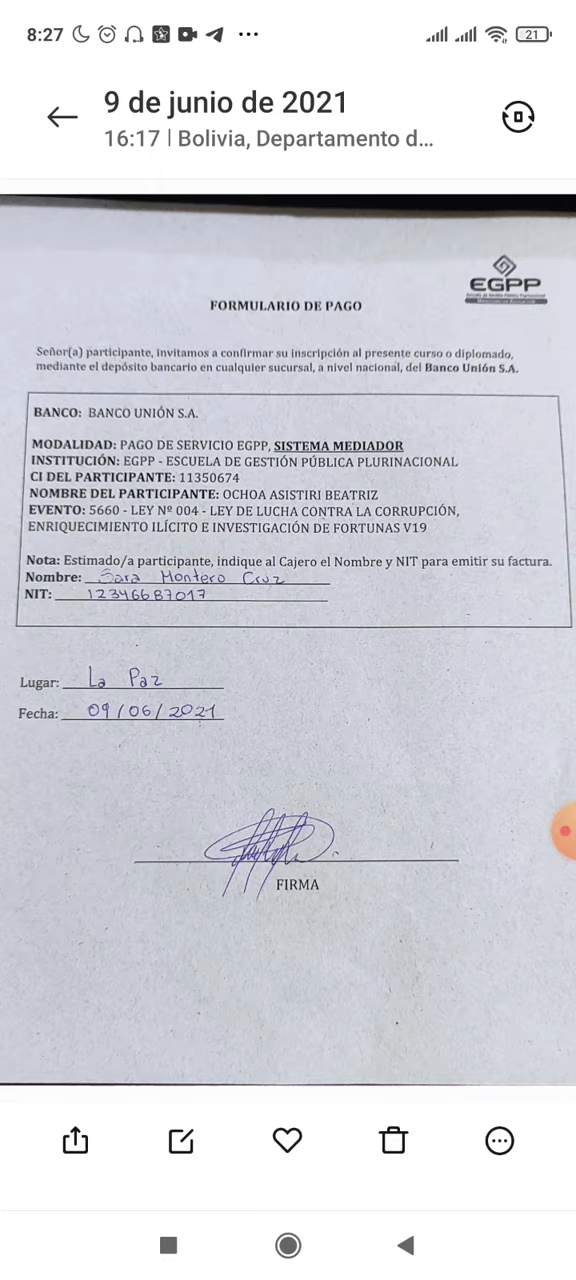 8:27
21
9 de junio de 2021
16:17 | Bolivia, Departamento d...
EGPP
FORMULARIO DE PAGO
Señor(a) participante, invitamos a confirmar su inscripción al presente curso o diplomado,
mediante el depósito bancario en cualquier sucursal, a nivel nacional, del Banco Unión S.A.
BANCO: BANCO UNIÓN S.A.
MODALIDAD: PAGO DE SERVICIO EGPP, SISTEMA MEDIADOR
INSTITUCIÓN: EGPP - ESCUELA DE GESTIÓN PÚBLICA PLURINACIONAL
CI DEL PARTICIPANTE: 11350674
NOMBRE DEL PARTICIPANTE: OCHOA ASISTIRI BEATRIZ
EVENTO: 5660 - LEY Nº 004 - LEY DE LUCHA CONTRA LA CORRUPCIÓN,
ENRIQUECIMIENTO ILÍCITO E INVESTIGACIÓN DE FORTUNAS V19
Nota: Estimado/a participante, indique al Cajero el Nombre y NIT para emitir su factura.
Nombre: Sara Montero Cruz
NIT: 12346687017
Lugar: La Paz
Fecha: 09/06/2021
FIRMA